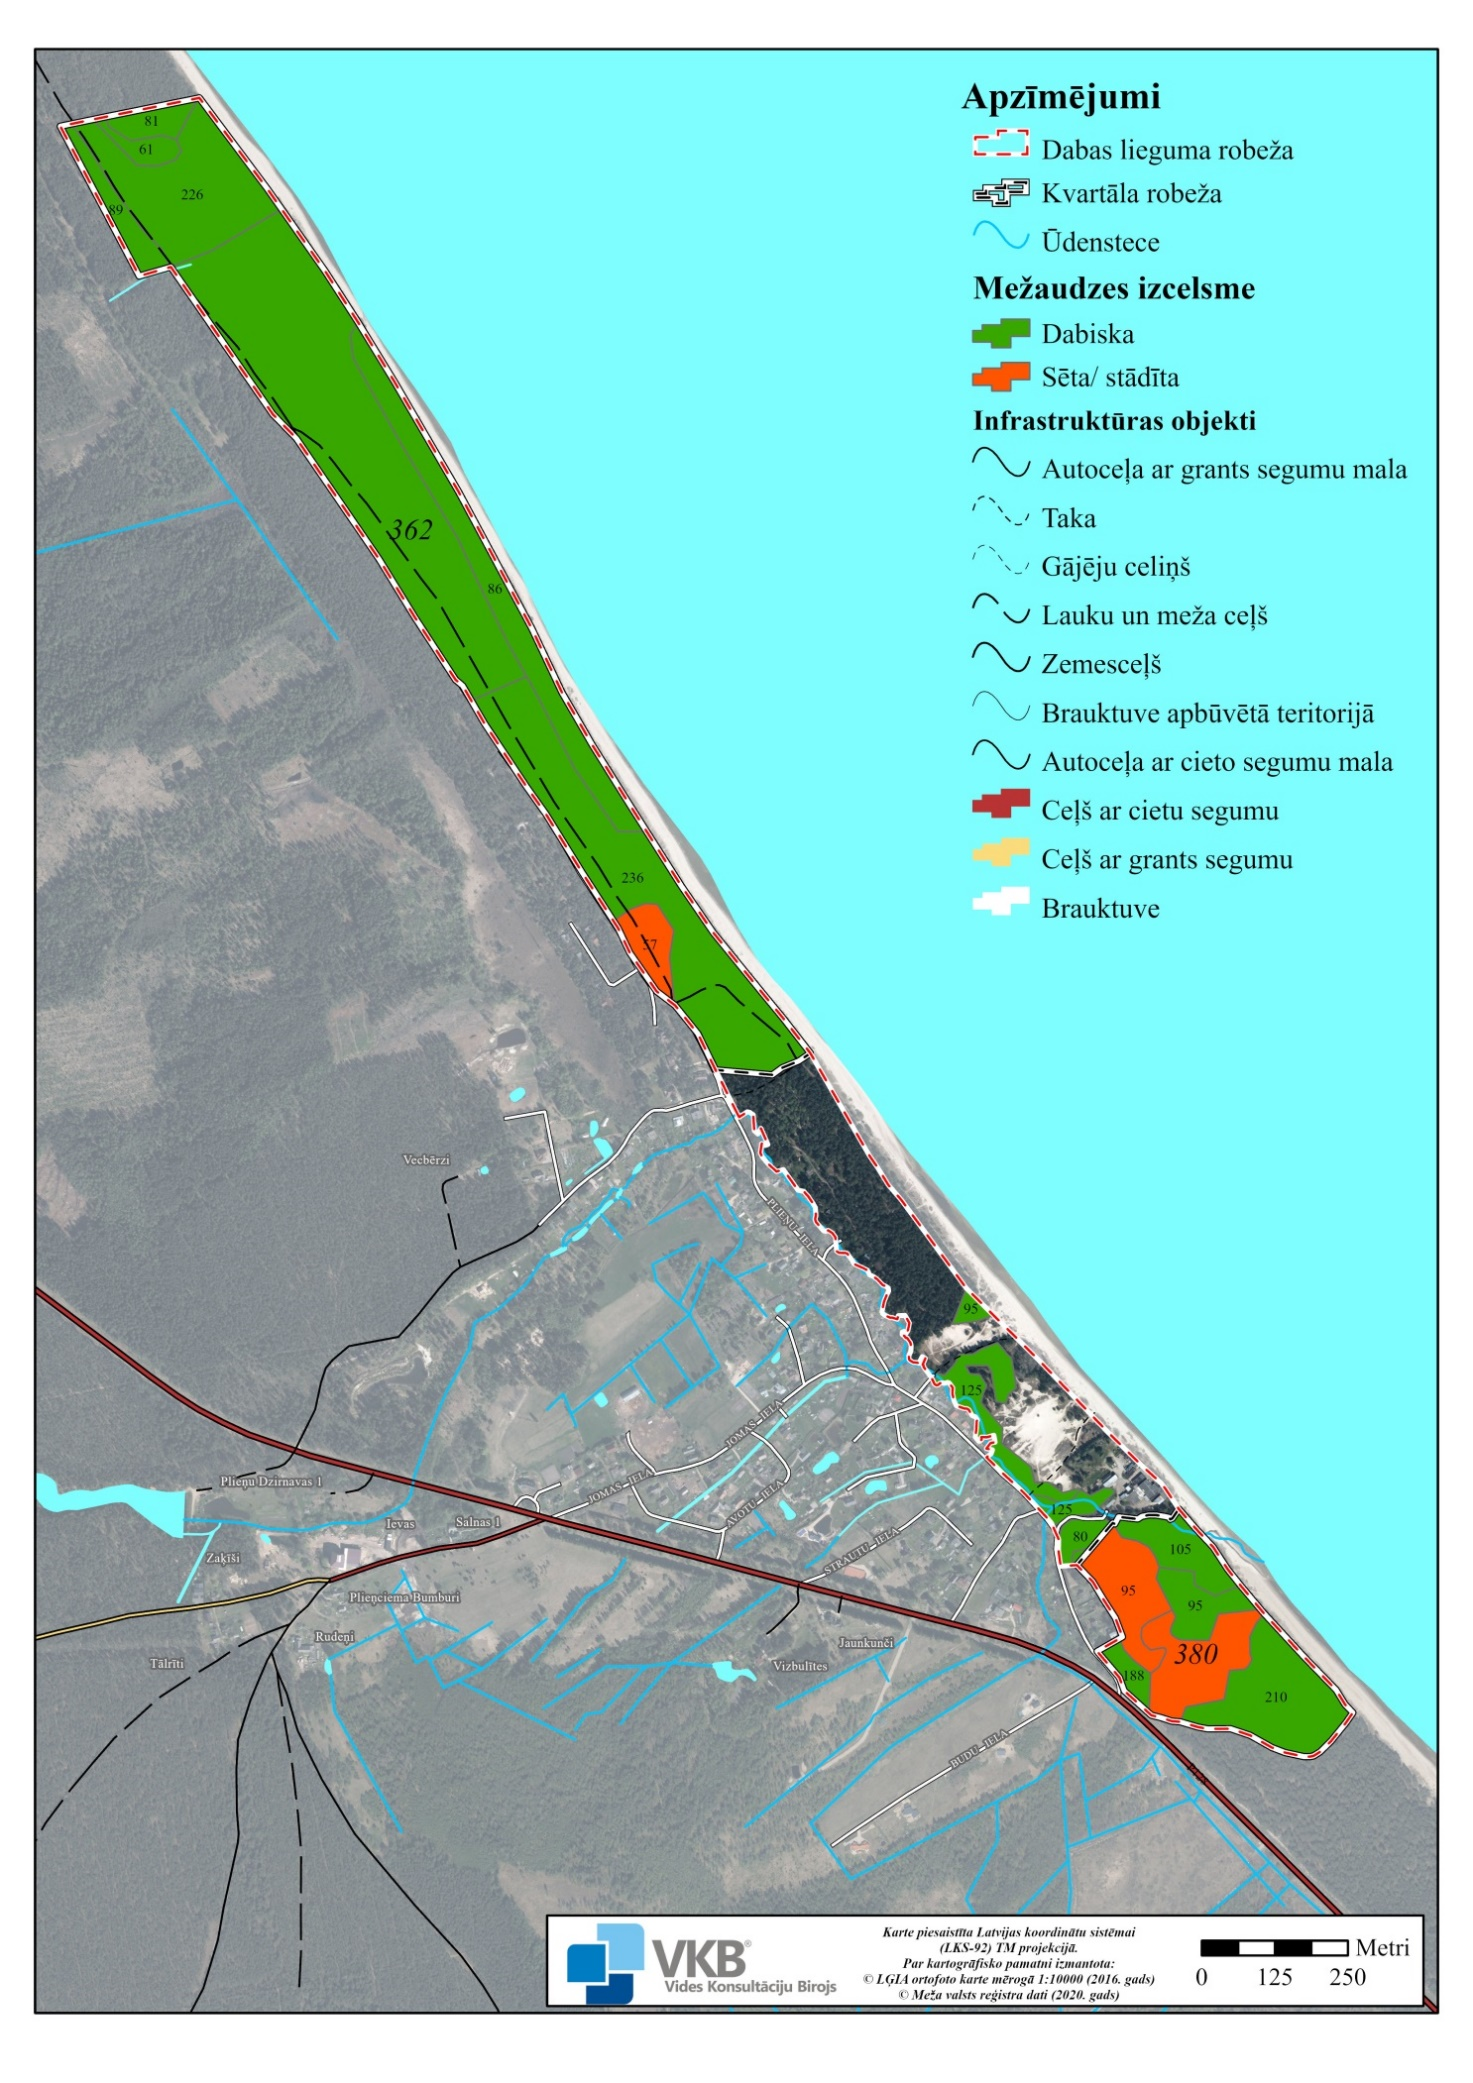 Apzīmējumi
Dabas lieguma robeža
Kvartāla robeža
Ūdenstece
Mežaudzes izcelsme
Dabiska
Sēta/ stādīta
Infrastruktūras objekti
Autoceļa ar grants segumu mala
Taka
Gājēju celiņš
Lauku un meža ceļš
Zemesceļš
Brauktuve apbūvētā teritorijā
Autoceļa ar cieto segumu mala
Ceļš ar cietu segumu
Ceļš ar grants segumu
Brauktuve
81
61
226
89
362
86
236
57
Vecbērzi
PLIEŅU IELA
95
125
JOMAS IELA
Plieņu Dzirnavas 1
JOMAS IELA
AVOTU IELA
125
Ievas
Salnas 1
80
STRAUTU IELA
105
Zaķīši
95
95
Plieņciema Bumburi
Rudeņi
Jaunkunči
380
Tālrīti
Vizbulītes
188
210
BUDU IELA
VKB®
Vides Konsultāciju Birojs
Karte piesaistīta Latvijas koordinātu sistēmai
(LKS-92) TM projekcijā.
Par kartogrāfisko pamatni izmantota:
© LĢIA ortofoto karte mērogā 1:10000 (2016. gads)
© Meža valsts reģistra dati (2020. gads)
Metri
0 125 250